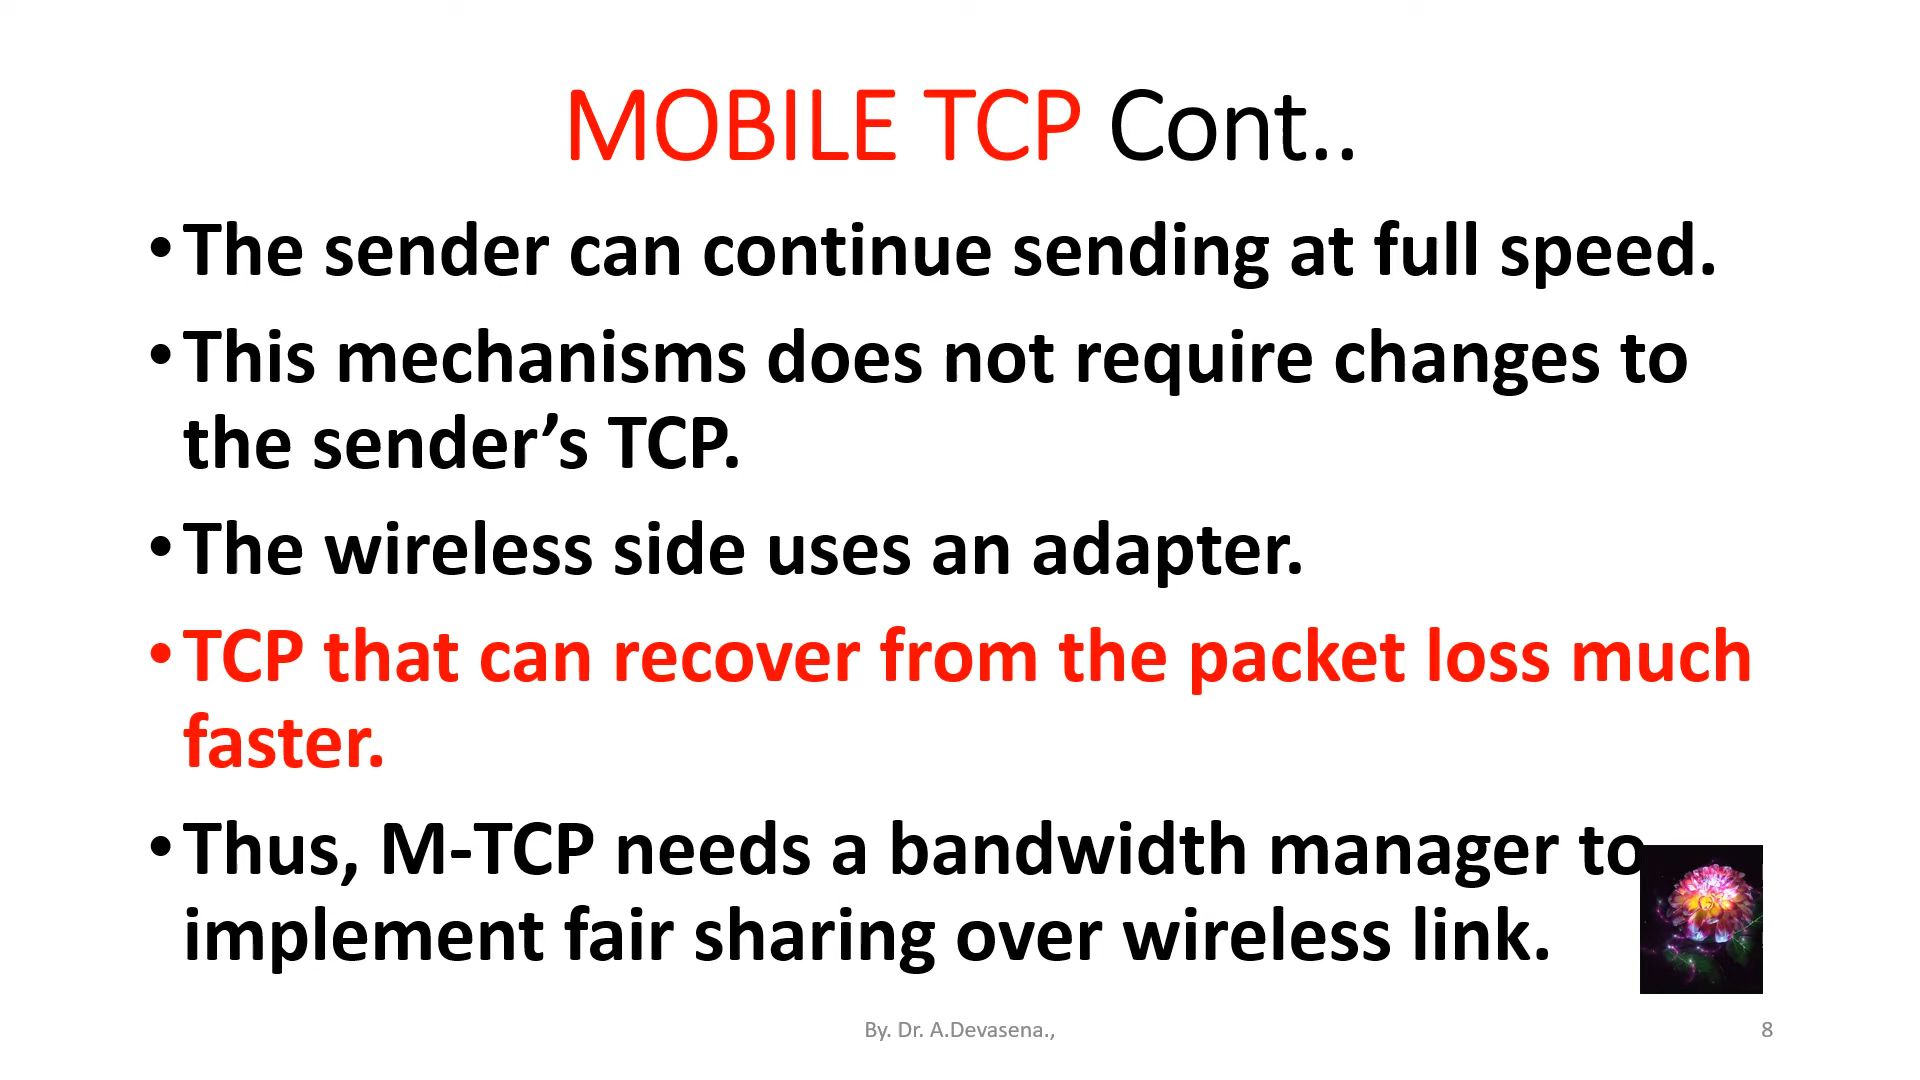 MOBILE TCP Cont..
•The sender can continue sending at full speed.
•This mechanisms does not require changes to
the sender’s TCP.
•The wireless side uses an adapter.
•TCP that can recover from the packet loss much
faster.
•Thus, M-TCP needs a bandwidth manager to
implement fair sharing over wireless link.
By. Dr. A.Devasena.,
8